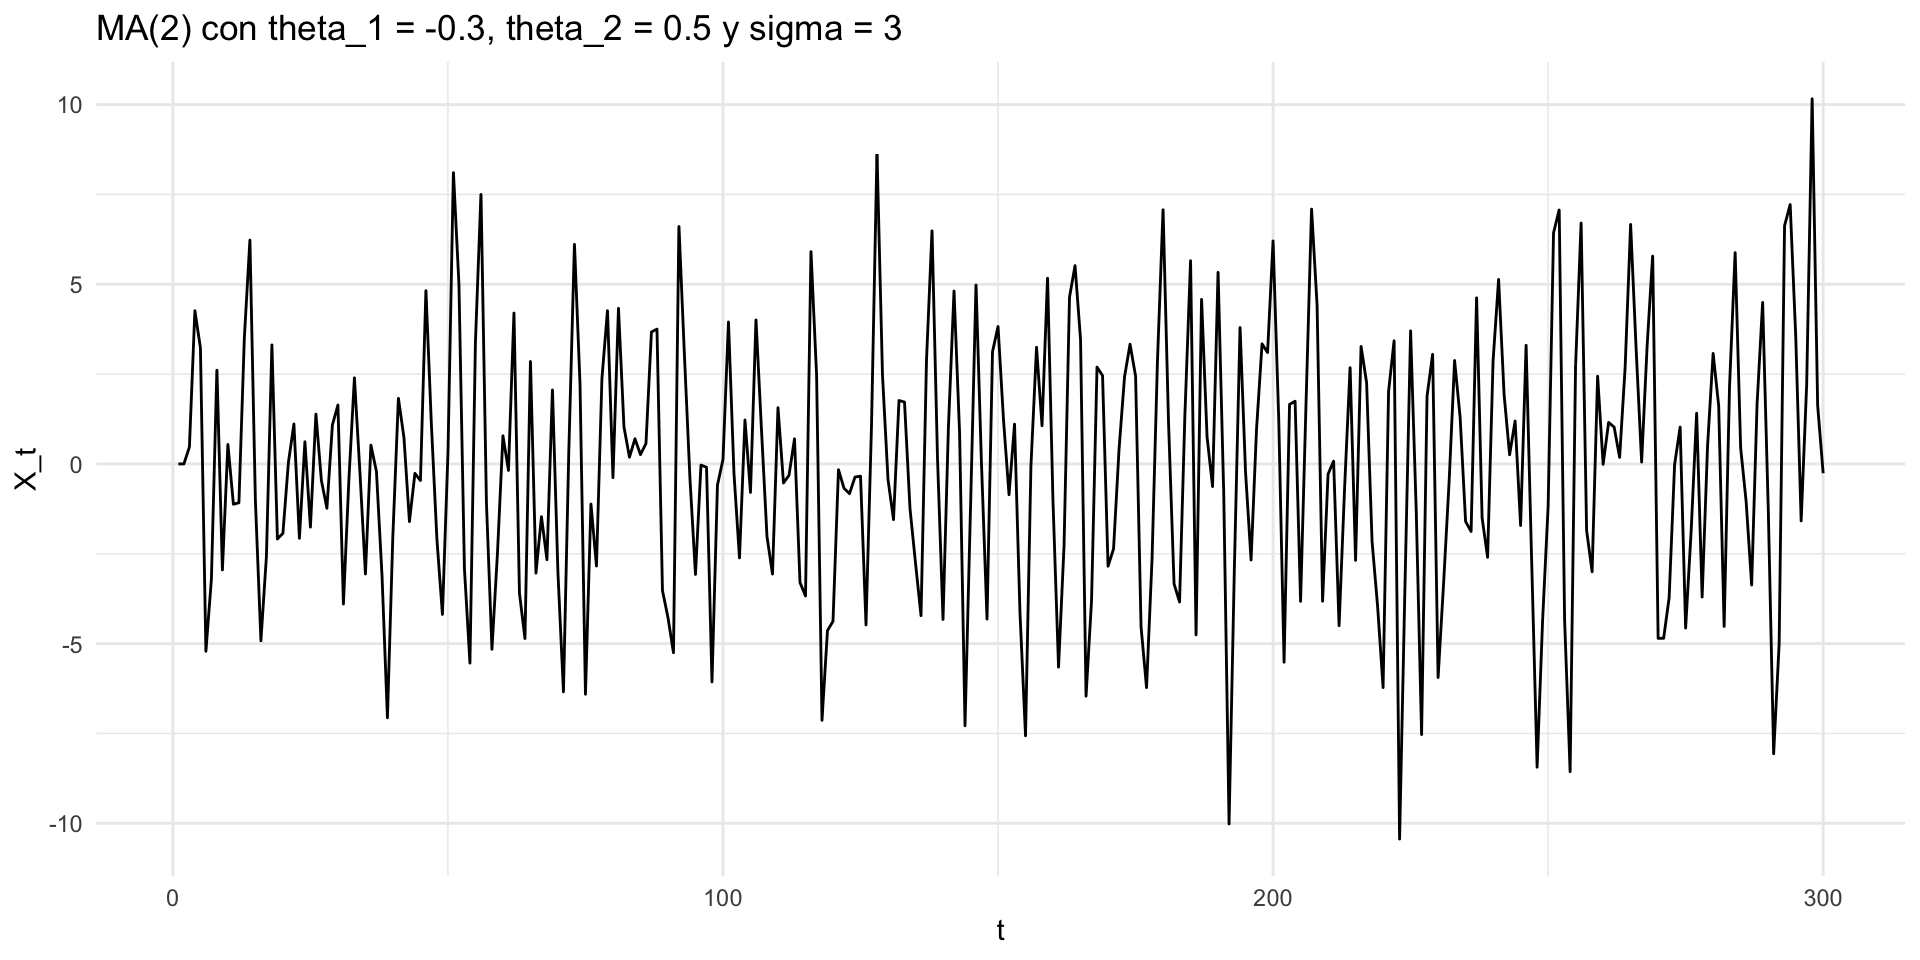 MA(2) con theta_1 = -0.3, theta_2 = 0.5 y sigma = 3
10
5
0
-5
-10
X_t
0 100 200 300
t